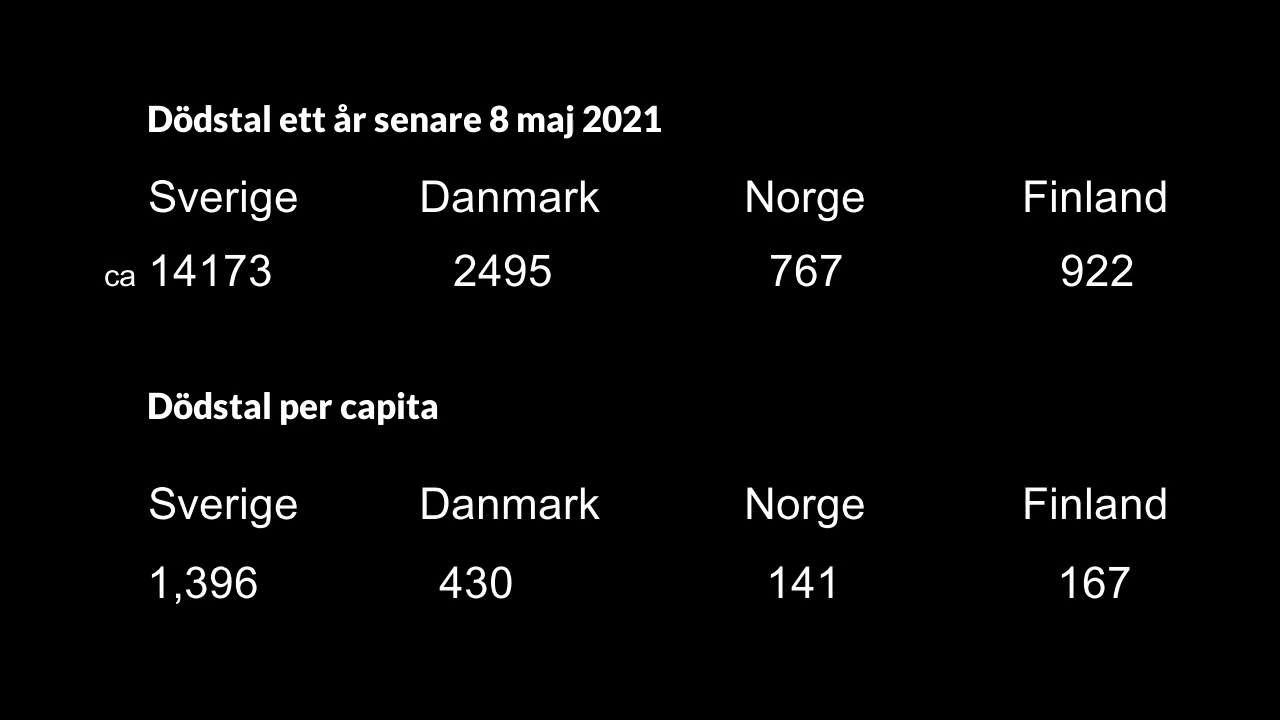 Dödstal ett år senare 8 maj 2021
Sverige Danmark Norge Finland
ca 14173 2495 767 922
Dödstal per capita
Sverige Danmark Norge Finland
1,396 430 141 167